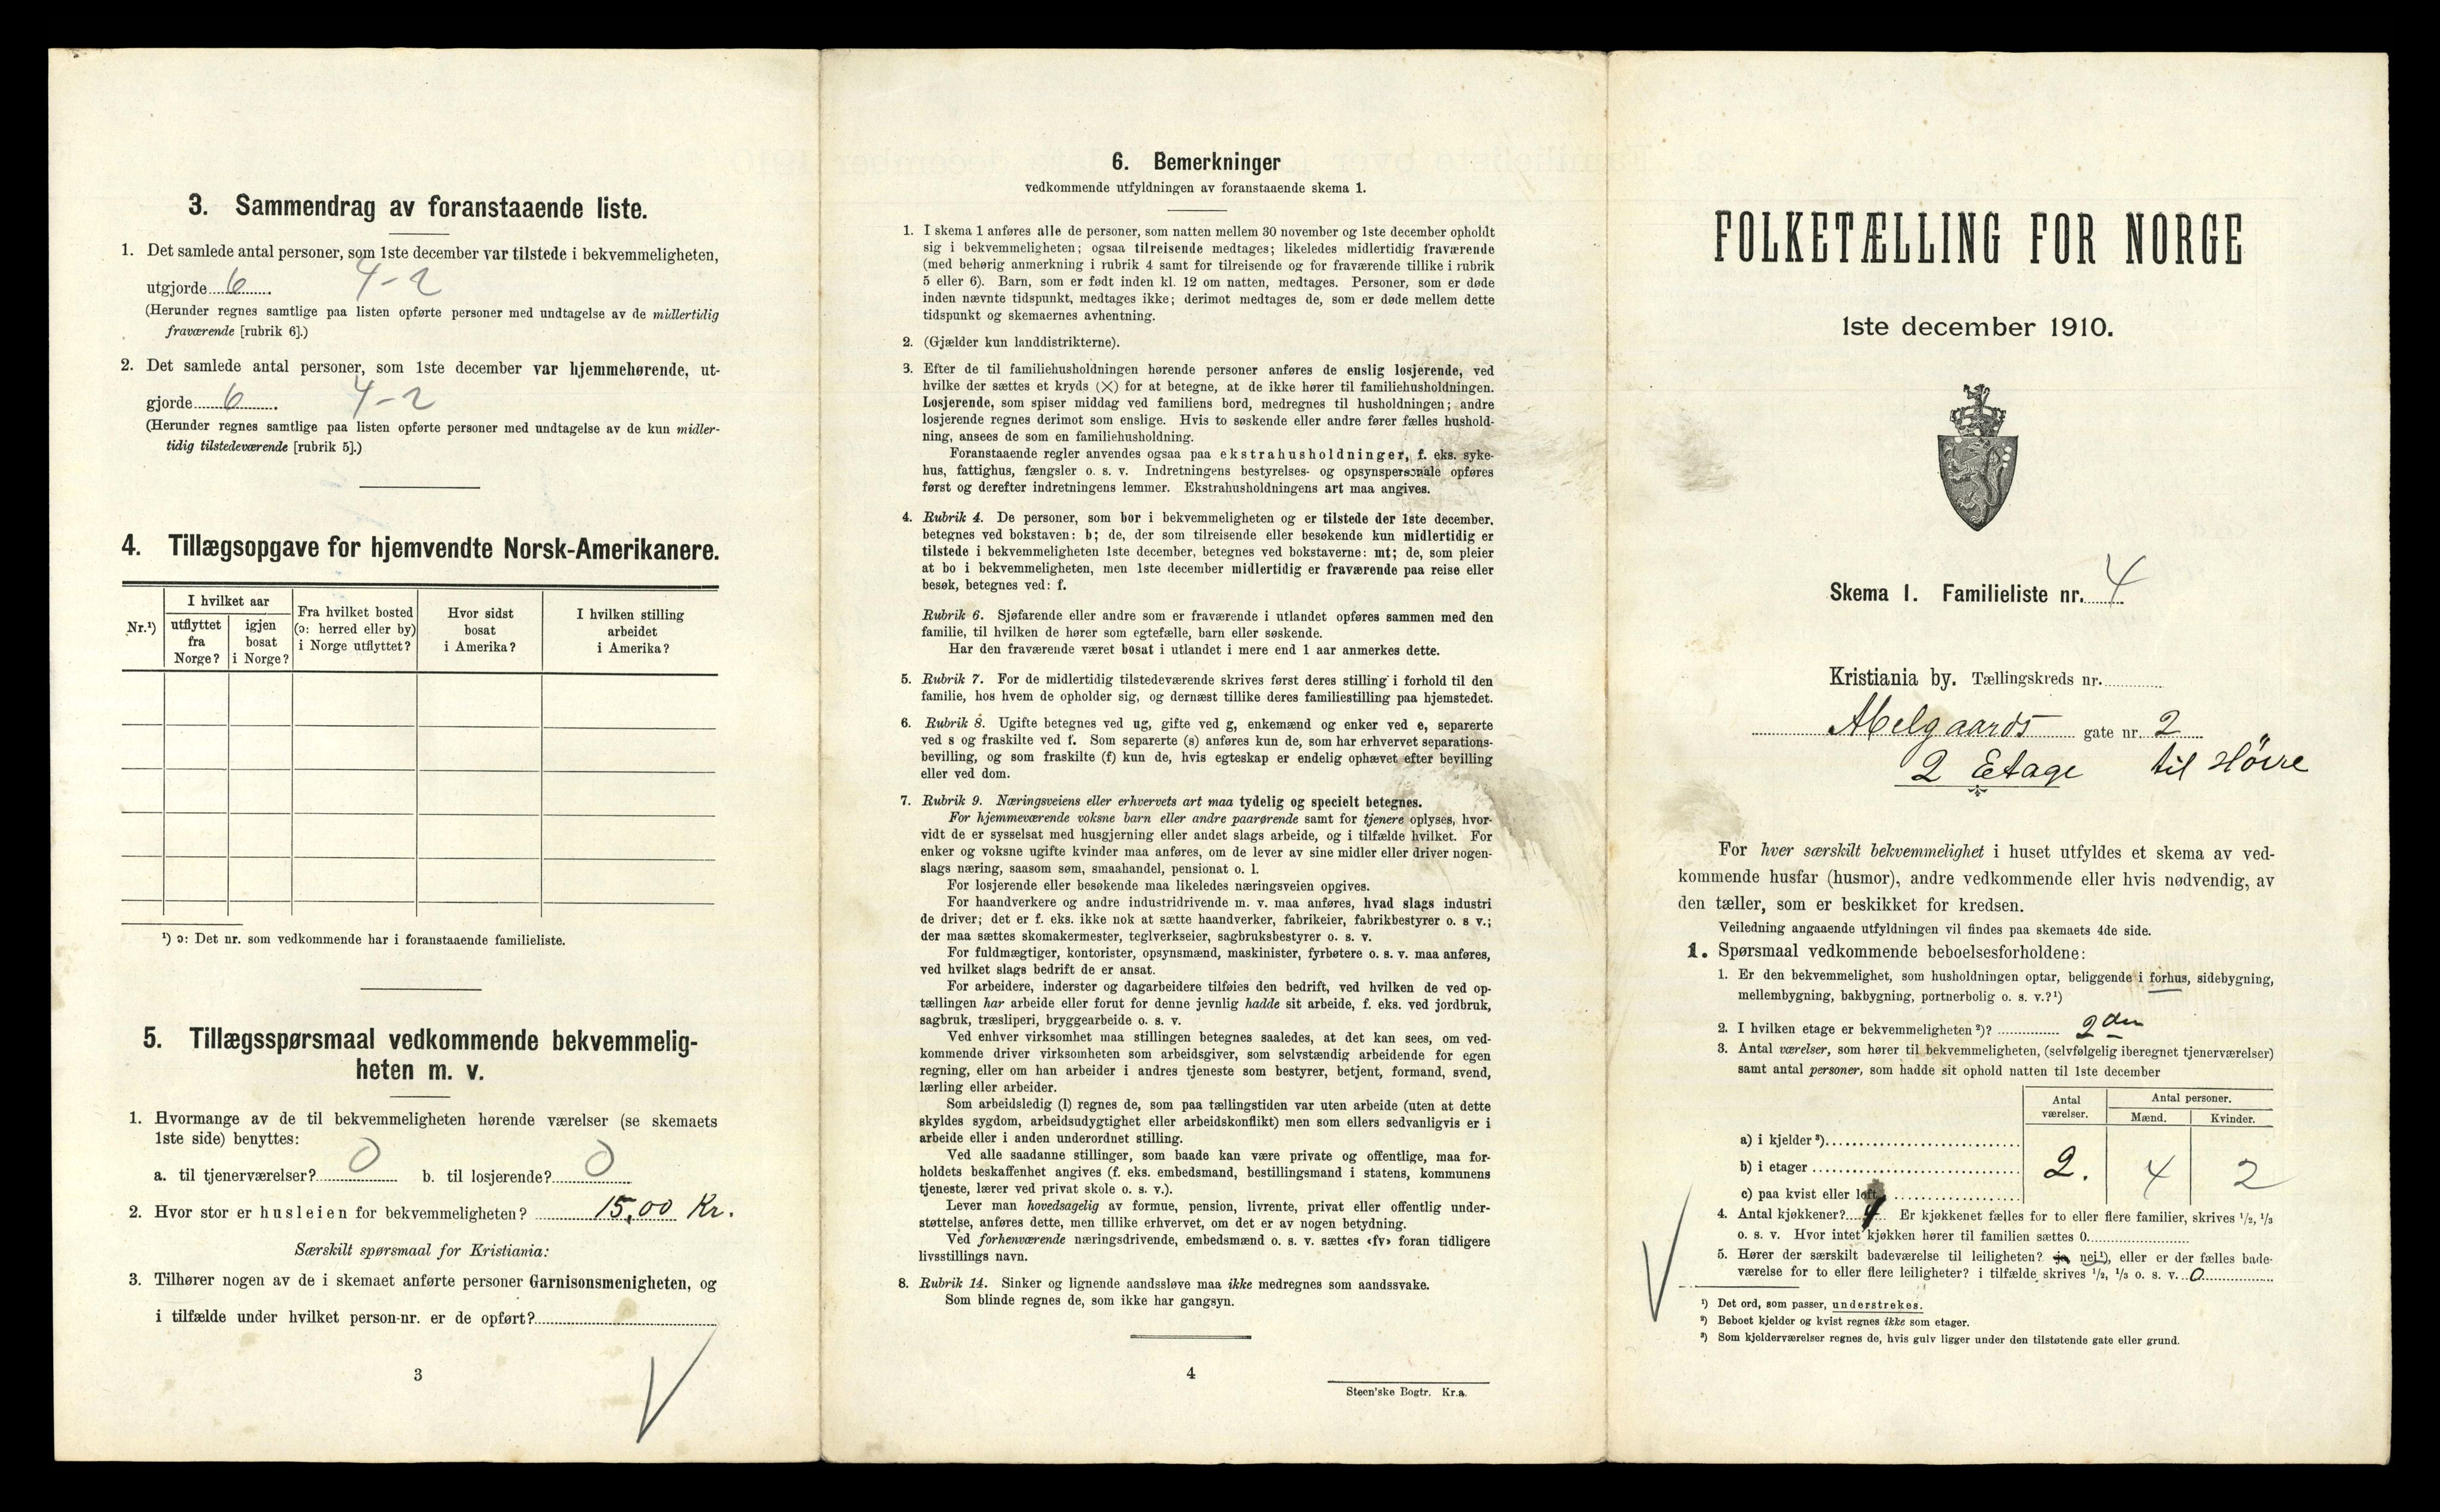 3. Sammendrag av foranstaaende liste.
1. Det samlede antal personer, som 1ste december var tilstede i bekvemmeligheten,
utgjorde 6. 4-2
(Herunder regnes samtlige paa listen opførte personer med undtagelse av de midlertidig
fraværende [rubrik 6].)
2. Det samlede antal personer, som 1ste december var hjemmehørende, ut-
gjorde 6. 4-2
(Herunder regnes samtlige paa listen opførte personer med undtagelse av de kun midler-
tidig tilstedeværende [rubrik 5].)
4. Tillægsopgave for hjemvendte Norsk-Amerikanere.
Nr.¹)
I hvilket aar
utflyttet
fra
Norge?
igjen
bosat
i Norge?
Fra hvilket bosted
(ɔ: herred eller by)
i Norge utflyttet?
Hvor sidst
bosat
i Amerika?
I hvilken stilling
arbeidet
i Amerika?
¹) ɔ: Det nr. som vedkommende har i foranstaaende familieliste.
5. Tillægsspørsmaal vedkommende bekvemmelig-
heten m. v.
1. Hvormange av de til bekvemmeligheten hørende værelser (se skemaets
1ste side) benyttes:
a. til tjenerværelser? 0 b. til losjerende? 0
2. Hvor stor er husleien for bekvemmeligheten? 15,00 Kr.
Særskilt spørsmaal for Kristiania:
3. Tilhører nogen av de i skemaet anførte personer Garnisonsmenigheten, og
i tilfælde under hvilket person-nr. er de opført?
3
6. Bemerkninger
vedkommende utfyldningen av foranstaaende skema 1.
1. I skema 1 anføres alle de personer, som natten mellem 30 november og 1ste december opholdt
sig i bekvemmeligheten; ogsaa tilreisende medtages; likeledes midlertidig fraværende
(med behørig anmerkning i rubrik 4 samt for tilreisende og for fraværende tillike i rubrik
5 eller 6). Barn, som er født inden kl. 12 om natten, medtages. Personer, som er døde
inden nævnte tidspunkt, medtages ikke; derimot medtages de, som er døde mellem dette
tidspunkt og skemaernes avhentning.
2. (Gjælder kun landdistrikterne).
3. Efter de til familiehusholdningen hørende personer anføres de enslig losjerende, ved
hvilke der sættes et kryds (×) for at betegne, at de ikke hører til familiehusholdningen.
Losjerende, som spiser middag ved familiens bord, medregnes til husholdningen; andre
losjerende regnes derimot som enslige. Hvis to søskende eller andre fører fælles hushold-
ning, ansees de som en familiehusholdning.
Foranstaaende regler anvendes ogsaa paa ekstrahusholdninger, f. eks. syke-
hus, fattighus, fængsler o. s. v. Indretningens bestyrelses- og opsynspersonale opføres
først og derefter indretningens lemmer. Ekstrahusholdningens art maa angives.
4. Rubrik 4. De personer, som bor i bekvemmeligheten og er tilstede der 1ste december,
betegnes ved bokstaven: b; de, der som tilreisende eller besøkende kun midlertidig er
tilstede i bekvemmeligheten 1ste december, betegnes ved bokstaverne: mt; de, som pleier
at bo i bekvemmeligheten, men 1ste december midlertidig er fraværende paa reise eller
besøk, betegnes ved: f.
Rubrik 6. Sjøfarende eller andre som er fraværende i utlandet opføres sammen med den
familie, til hvilken de hører som egtefælle, barn eller søskende.
Har den fraværende været bosat i utlandet i mere end 1 aar anmerkes dette.
5. Rubrik 7. For de midlertidig tilstedeværende skrives først deres stilling i forhold til den
familie, hos hvem de opholder sig, og dernæst tillike deres familiestilling paa hjemstedet.
6. Rubrik 8. Ugifte betegnes ved ug, gifte ved g, enkemænd og enker ved e, separerte
ved s og fraskilte ved f. Som separerte (s) anføres kun de, som har erhvervet separations-
bevilling, og som fraskilte (f) kun de, hvis egteskap er endelig ophævet efter bevilling
eller ved dom.
7. Rubrik 9. Næringsveiens eller erhvervets art maa tydelig og specielt betegnes.
For hjemmeværende voksne barn eller andre paarørende samt for tjenere oplyses, hvor-
vidt de er sysselsat med husgjerning eller andet slags arbeide, og i tilfælde hvilket. For
enker og voksne ugifte kvinder maa anføres, om de lever av sine midler eller driver nogen-
slags næring, saasom søm, smaahandel, pensionat o. l.
For losjerende eller besøkende maa likeledes næringsveien opgives.
For haandverkere og andre industridrivende m. v. maa anføres, hvad slags industri
de driver; det er f. eks. ikke nok at sætte haandverker, fabrikeier, fabrikbestyrer o. s v.;
der maa sættes skomakermester, teglverkseier, sagbruksbestyrer o. s. v.
For fuldmægtiger, kontorister, opsynsmænd, maskinister, fyrbøtere o. s. v. maa anføres,
ved hvilket slags bedrift de er ansat.
For arbeidere, inderster og dagarbeidere tilføies den bedrift, ved hvilken de ved op-
tællingen har arbeide eller forut for denne jevnlig hadde sit arbeide, f. eks. ved jordbruk,
sagbruk, træsliperi, bryggearbeide o. s. v.
Ved enhver virksomhet maa stillingen betegnes saaledes, at det kan sees, om ved-
kommende driver virksomheten som arbeidsgiver, som selvstændig arbeidende for egen
regning, eller om han arbeider i andres tjeneste som bestyrer, betjent, formand, svend,
lærling eller arbeider.
Som arbeidsledig (l) regnes de, som paa tællingstiden var uten arbeide (uten at dette
skyldes sygdom, arbeidsudygtighet eller arbeidskonflikt) men som ellers sedvanligvis er i
arbeide eller i anden underordnet stilling.
Ved alle saadanne stillinger, som baade kan være private og offentlige, maa for-
holdets beskaffenhet angives (f. eks. embedsmand, bestillingsmand i statens, kommunens
tjeneste, lærer ved privat skole o. s. v.).
Lever man hovedsagelig av formue, pension, livrente, privat eller offentlig under-
støttelse, anføres dette, men tillike erhvervet, om det er av nogen betydning.
Ved forhenværende næringsdrivende, embedsmænd o. s. v. sættes «fv» foran tidligere
livsstillings navn.
8. Rubrik 14. Sinker og lignende aandssløve maa ikke medregnes som aandssvake.
Som blinde regnes de, som ikke har gangsyn.
4
Steen'ske Bogtr. Kr.a.
FOLKETÆLLING FOR NORGE
1ste december 1910.
Skema 1. Familieliste nr. 4
Kristiania by. Tællingskreds nr.
Abelgaards gate nr. 2
2 Etage til Höire
For hver særskilt bekvemmelighet i huset utfyldes et skema av ved-
kommende husfar (husmor), andre vedkommende eller hvis nødvendig, av
den tæller, som er beskikket for kredsen.
Veiledning angaaende utfyldningen vil findes paa skemaets 4de side.
1. Spørsmaal vedkommende beboelsesforholdene:
1. Er den bekvemmelighet, som husholdningen optar, beliggende i forhus, sidebygning,
mellembygning, bakbygning, portnerbolig o. s. v.?¹)
2. I hvilken etage er bekvemmeligheten²)? 2den
3. Antal værelser, som hører til bekvemmeligheten, (selvfølgelig iberegnet tjenerværelser)
samt antal personer, som hadde sit ophold natten til 1ste december
Antal
værelser.
Antal personer.
Mænd. Kvinder.
a) i kjelder³)
b) i etager 2. 4 2
c) paa kvist eller loft
4. Antal kjøkkener? 1 Er kjøkkenet fælles for to eller flere familier, skrives 1/2, 1/3
o. s. v. Hvor intet kjøkken hører til familien sættes 0.
5. Hører der særskilt badeværelse til leiligheten? ja nei¹), eller er der fælles bade-
værelse for to eller flere leiligheter? i tilfælde skrives 1/2, 1/3 o. s. v. 0
¹) Det ord, som passer, understrekes.
²) Beboet kjelder og kvist regnes ikke som etager.
³) Som kjelderværelser regnes de, hvis gulv ligger under den tilstøtende gate eller grund.